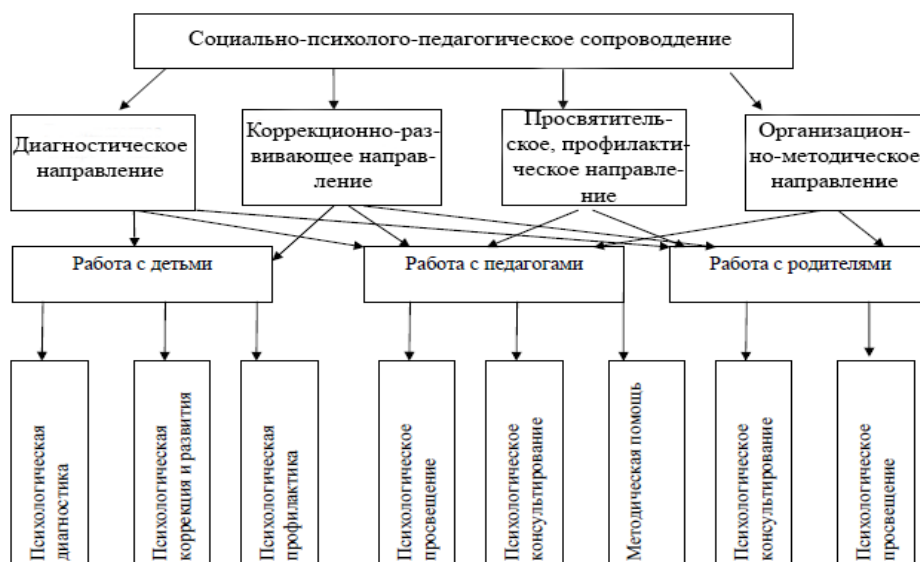 Социально-психолого-педагогическое сопроводдение
Диагностическое
направление
Коррекционно-раз-
вивающее направ-
ление
Просвятитель-
ское, профилакти-
ческое направле-
ние
Организацион-
но-методическое
направление
Работа с детьми
Работа с педагогами
Работа с родителями
Психологическая
диагностика
Психологическая
коррекция и развития
Психологическая
профилактика
Психологическое
просвещение
Психологическое
консультирование
Методическая помощь
Психологическое
консультирование
Психологическое
просвещение